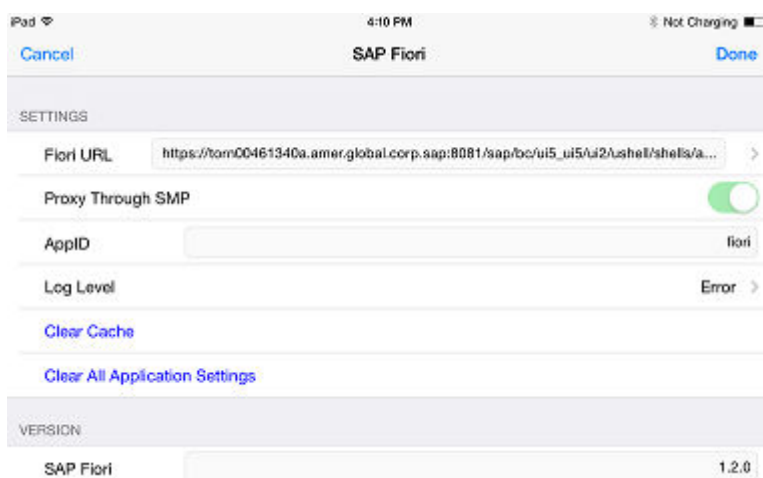 iPad 4:10 PM Not Charging
Cancel SAP Fiori Done
SETTINGS
Fiori URL https://torn00461340a.amer.global.corp.sap:8081/sap/bc/ui5_ui5/ui2/ushell/shells/a...
Proxy Through SMP
AppID fiori
Log Level Error
Clear Cache
Clear All Application Settings
VERSION
SAP Fiori 1.2.0